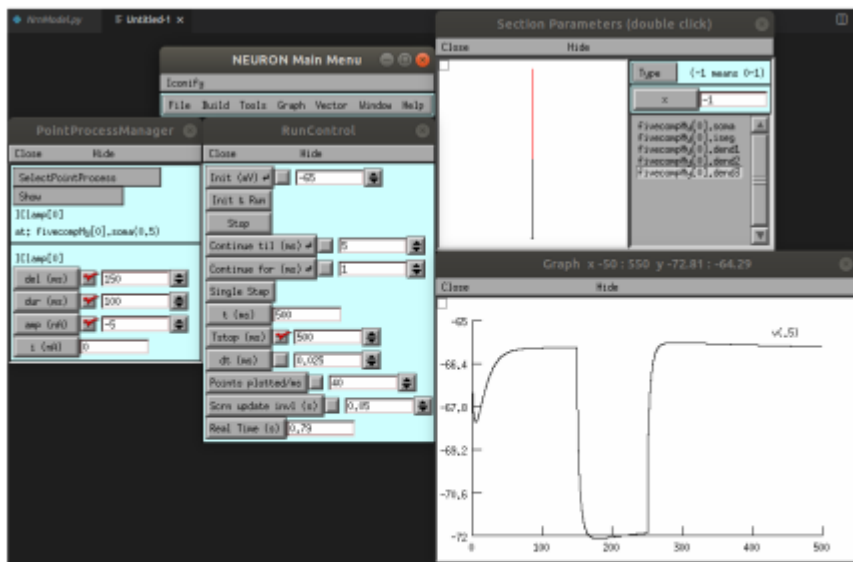 hrmModel.py
Untitled-1
NEURON Main Menu
Iconify
File Build Tools Graph Vector Window Help
PointProcessManager
Close Hide
SelectPointProcess
Show
IClamp[0]
at: fivecompMy[0].soma(0.5)
IClamp[0]
del (ms) 150
dur (ms) 100
amp (nA) -5
i (nA) 0
RunControl
Close Hide
Init (mV) -65
Init & Run
Stop
Continue til (ms) 5
Continue for (ms) 1
Single Step
t (ms) 500
Tstop (ms) 500
dt (ms) 0.025
Points plotted/ms 40
Scrn update invl (s) 0.05
Real Time (s) 0.79
Section Parameters (double click)
Close Hide
Type (-1 means 0-1)
x -1
fivecompMy[0].soma
fivecompMy[0].iseg
fivecompMy[0].dend1
fivecompMy[0].dend2
fivecompMy[0].dend3
Graph x -50 : 550 y -72.81 : -64.29
Close Hide
-65
v(.5)
-66.4
-67.8
-69.2
-70.6
-72
0 100 200 300 400 500